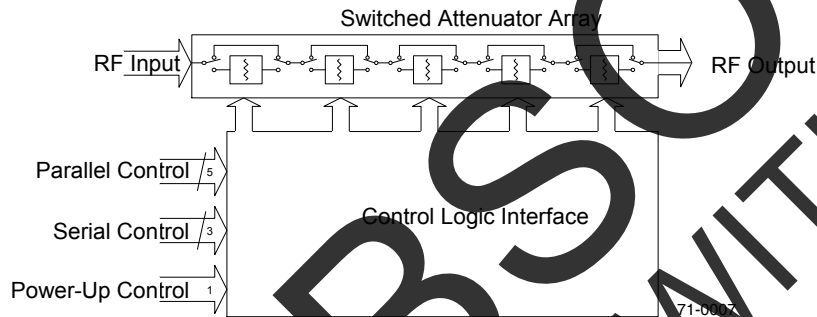 Switched Attenuator Array
RF Input
RF Output
Parallel Control 5
Serial Control 3
Control Logic Interface
Power-Up Control 1
71-0007